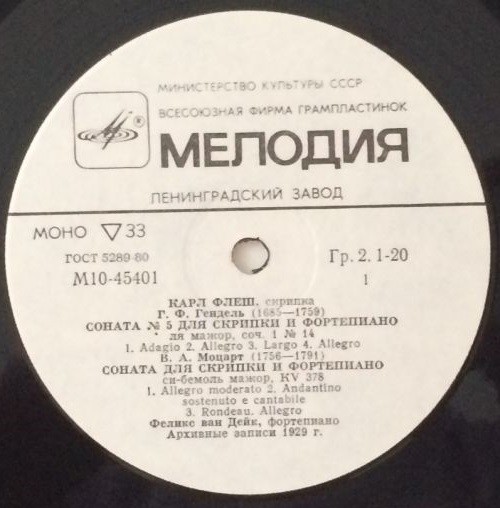 МИНИСТЕРСТВО КУЛЬТУРЫ СССР
ВСЕСОЮЗНАЯ ФИРМА ГРАМПЛАСТИНОК
®
МЕЛОДИЯ
ЛЕНИНГРАДСКИЙ ЗАВОД
МОНО ▽ 33
ГОСТ 5289-80
М10-45401
Гр. 2. 1-20
1
КАРЛ ФЛЕШ, скрипка
Г. Ф. Гендель (1685—1759)
СОНАТА № 5 ДЛЯ СКРИПКИ И ФОРТЕПИАНО
ля мажор, соч. 1 № 14
1. Adagio 2. Allegro 3. Largo 4. Allegro
В. А. Моцарт (1756—1791)
СОНАТА ДЛЯ СКРИПКИ И ФОРТЕПИАНО
си-бемоль мажор, KV 378
1. Allegro moderato 2. Andantino
sostenuto e cantabile
3. Rondeau. Allegro
Феликс ван Дейк, фортепиано
Архивные записи 1929 г.